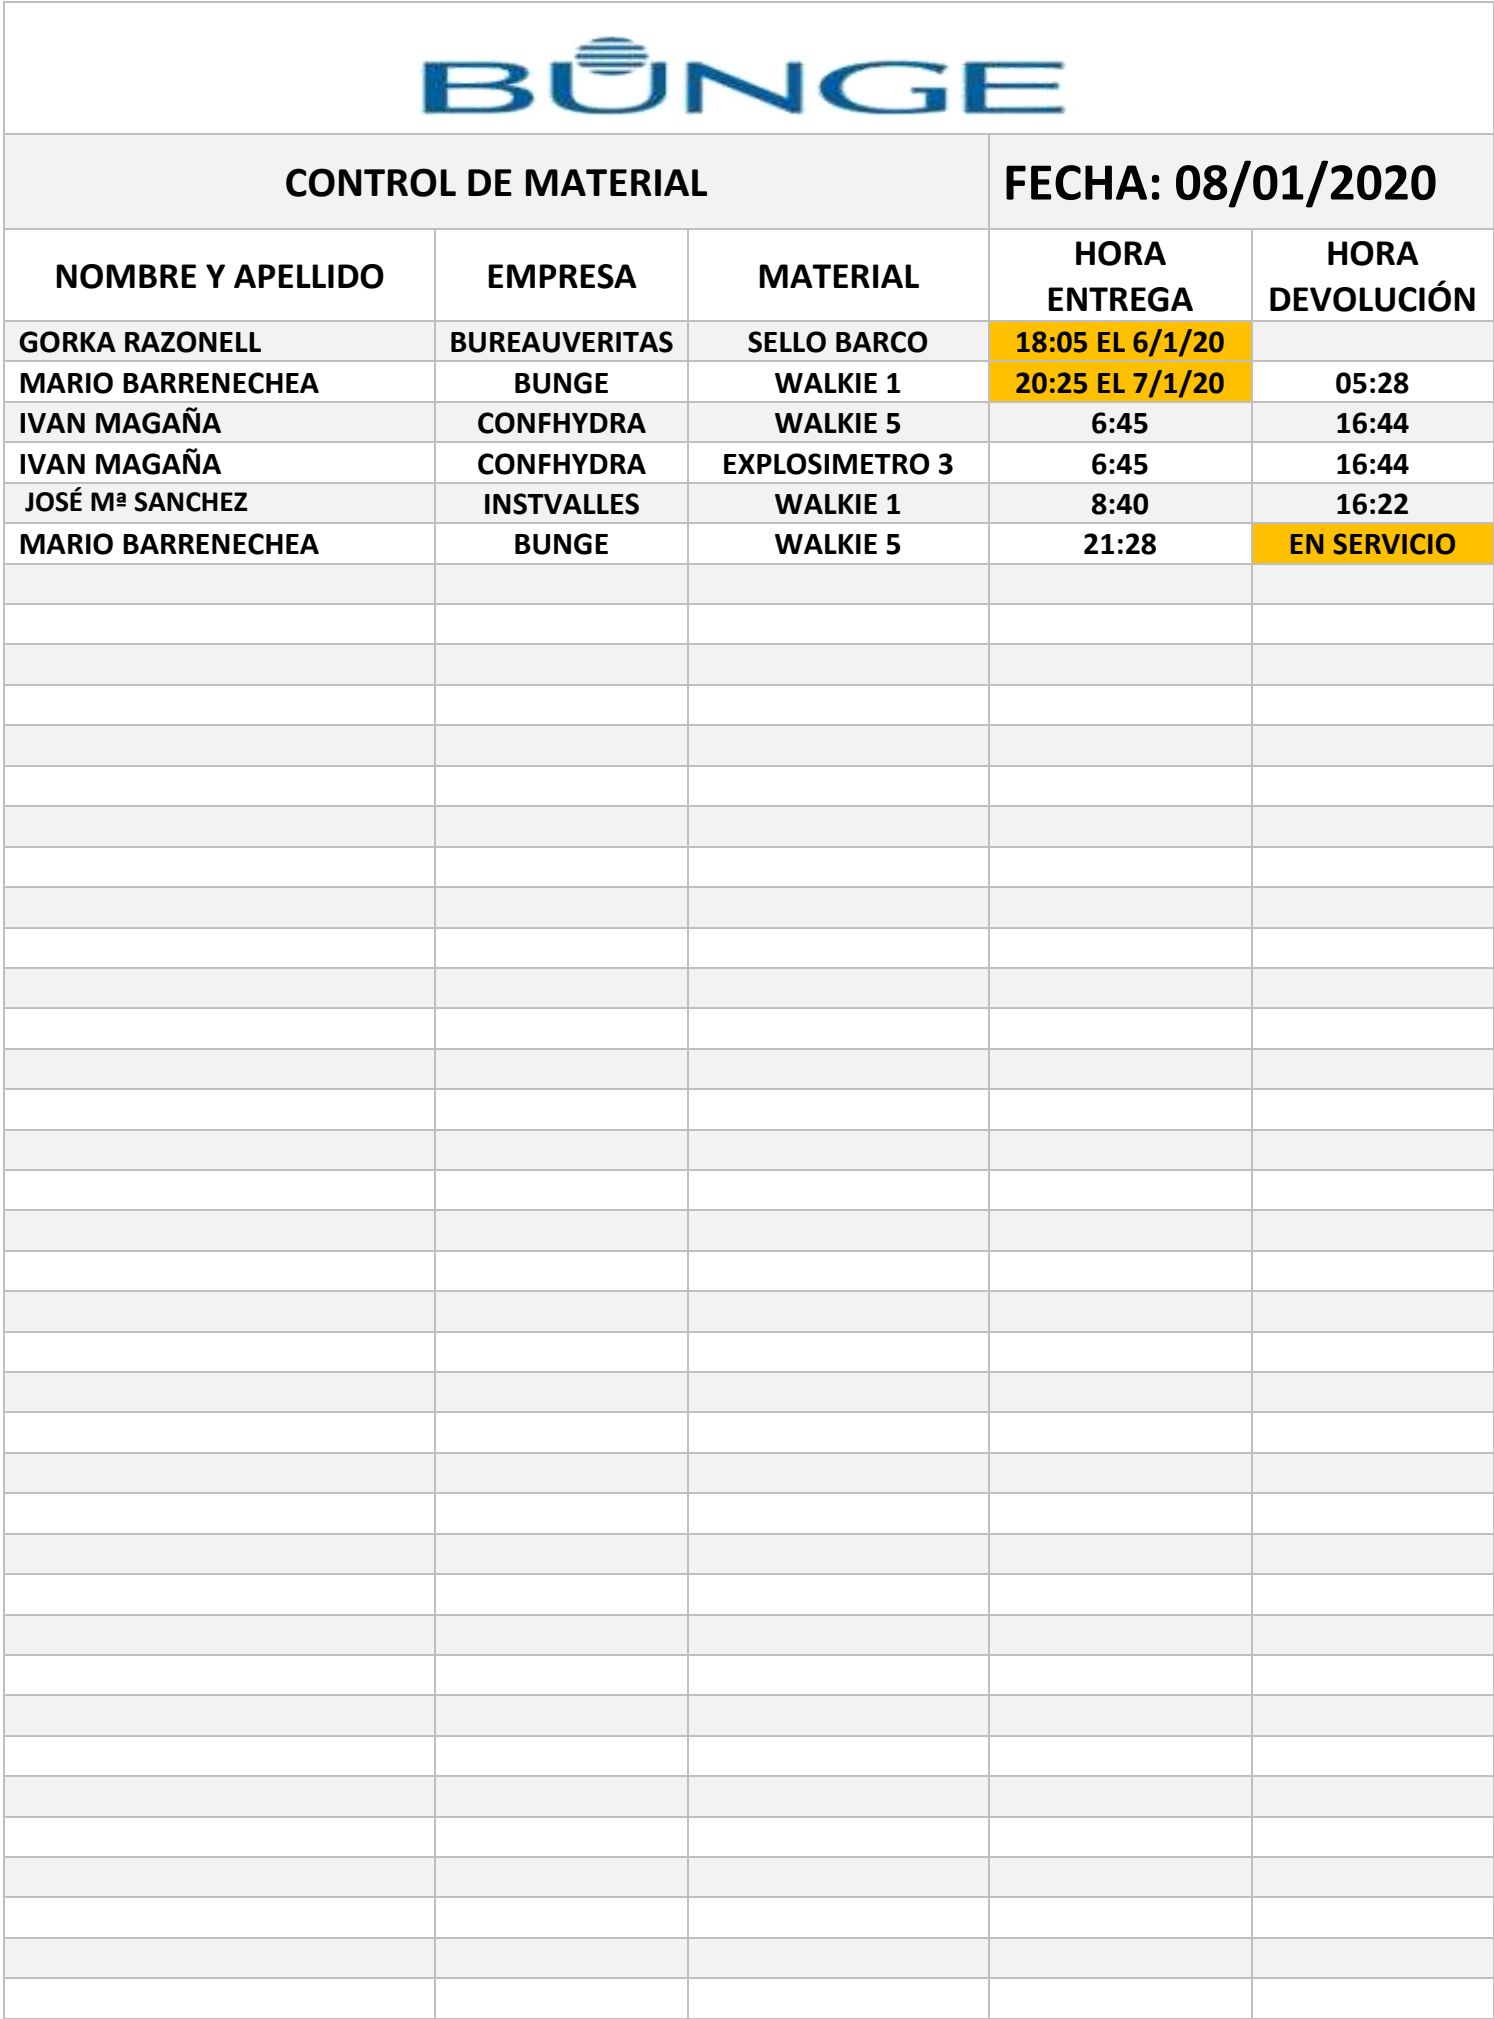 BUNGE
CONTROL DE MATERIAL FECHA: 08/01/2020
NOMBRE Y APELLIDO EMPRESA MATERIAL HORA ENTREGA HORA DEVOLUCIÓN
GORKA RAZONELL BUREAUVERITAS SELLO BARCO 18:05 EL 6/1/20
MARIO BARRENECHEA BUNGE WALKIE 1 20:25 EL 7/1/20 05:28
IVAN MAGAÑA CONFHYDRA WALKIE 5 6:45 16:44
IVAN MAGAÑA CONFHYDRA EXPLOSIMETRO 3 6:45 16:44
JOSÉ Mª SANCHEZ INSTVALLES WALKIE 1 8:40 16:22
MARIO BARRENECHEA BUNGE WALKIE 5 21:28 EN SERVICIO